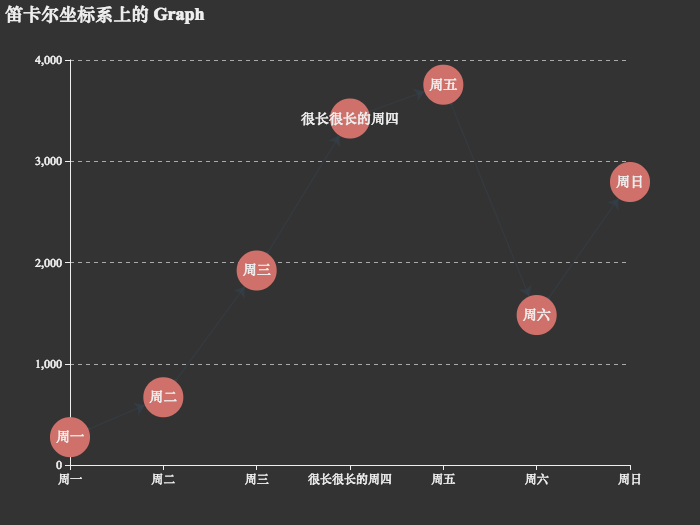 笛卡尔坐标系上的 Graph
4,000
周五
很长很长的周四
3,000
周日
2,000
周三
周六
1,000
周二
周一
0
周一 周二 周三 很长很长的周四 周五 周六 周日